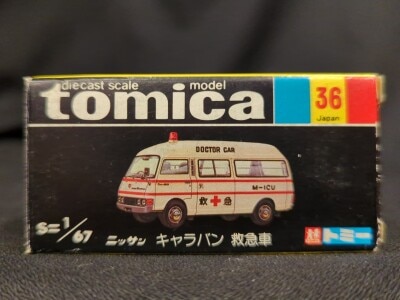 diecast scale model
tomica
36
Japan
DOCTOR CAR
M-ICU
救 急
S=1/67
ニッサン キャラバン 救急車
トミー